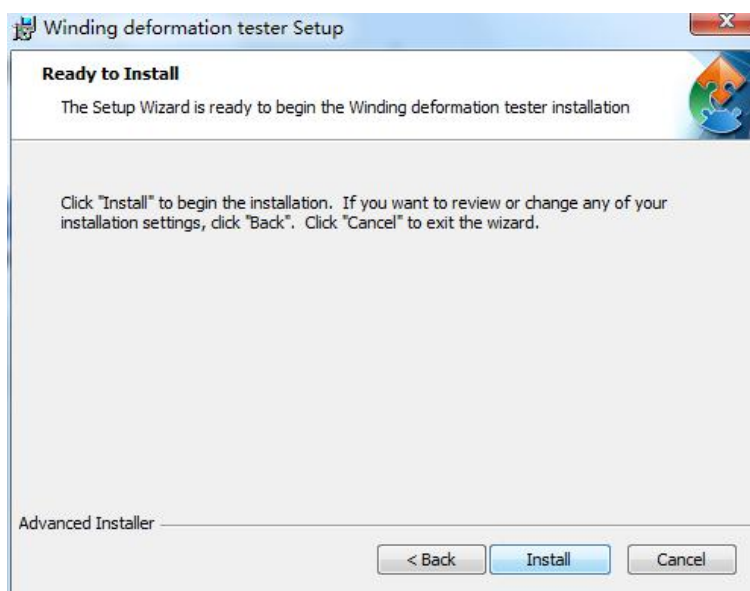 Winding deformation tester Setup
Ready to Install
The Setup Wizard is ready to begin the Winding deformation tester installation
Click "Install" to begin the installation. If you want to review or change any of your
installation settings, click "Back". Click "Cancel" to exit the wizard.
Advanced Installer
< Back Install Cancel